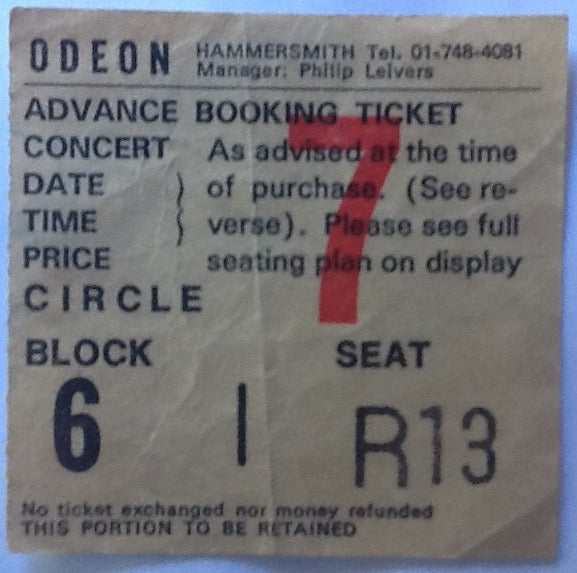 ODEON HAMMERSMITH Tel. 01-748-4081
Manager: Philip Leivers
ADVANCE BOOKING TICKET
CONCERT As advised at the time
DATE ) of purchase. (See re-
TIME } verse). Please see full
PRICE seating plan on display
CIRCLE
7
BLOCK SEAT
6 | R13
No ticket exchanged nor money refunded
THIS PORTION TO BE RETAINED